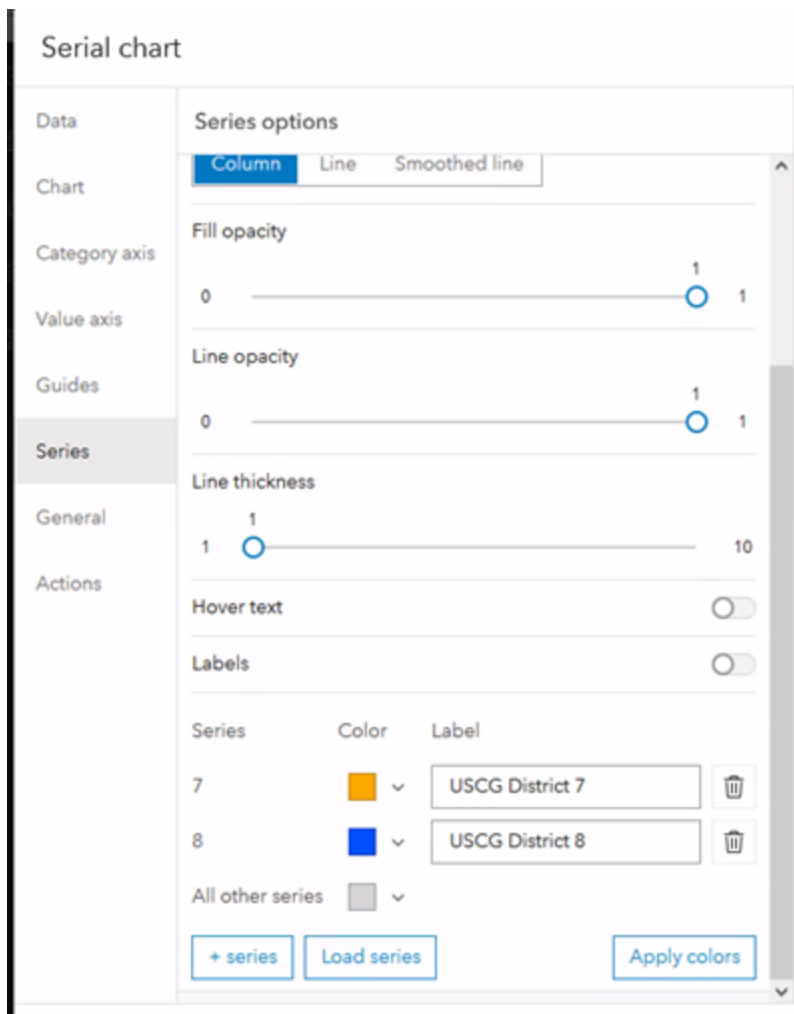 Serial chart
Data
Chart
Category axis
Value axis
Guides
Series
General
Actions
Series options
Column Line Smoothed line
Fill opacity
1
0 1
Line opacity
1
0 1
Line thickness
1
1 10
Hover text
Labels
Series Color Label
7 USCG District 7
8 USCG District 8
All other series
+ series Load series Apply colors